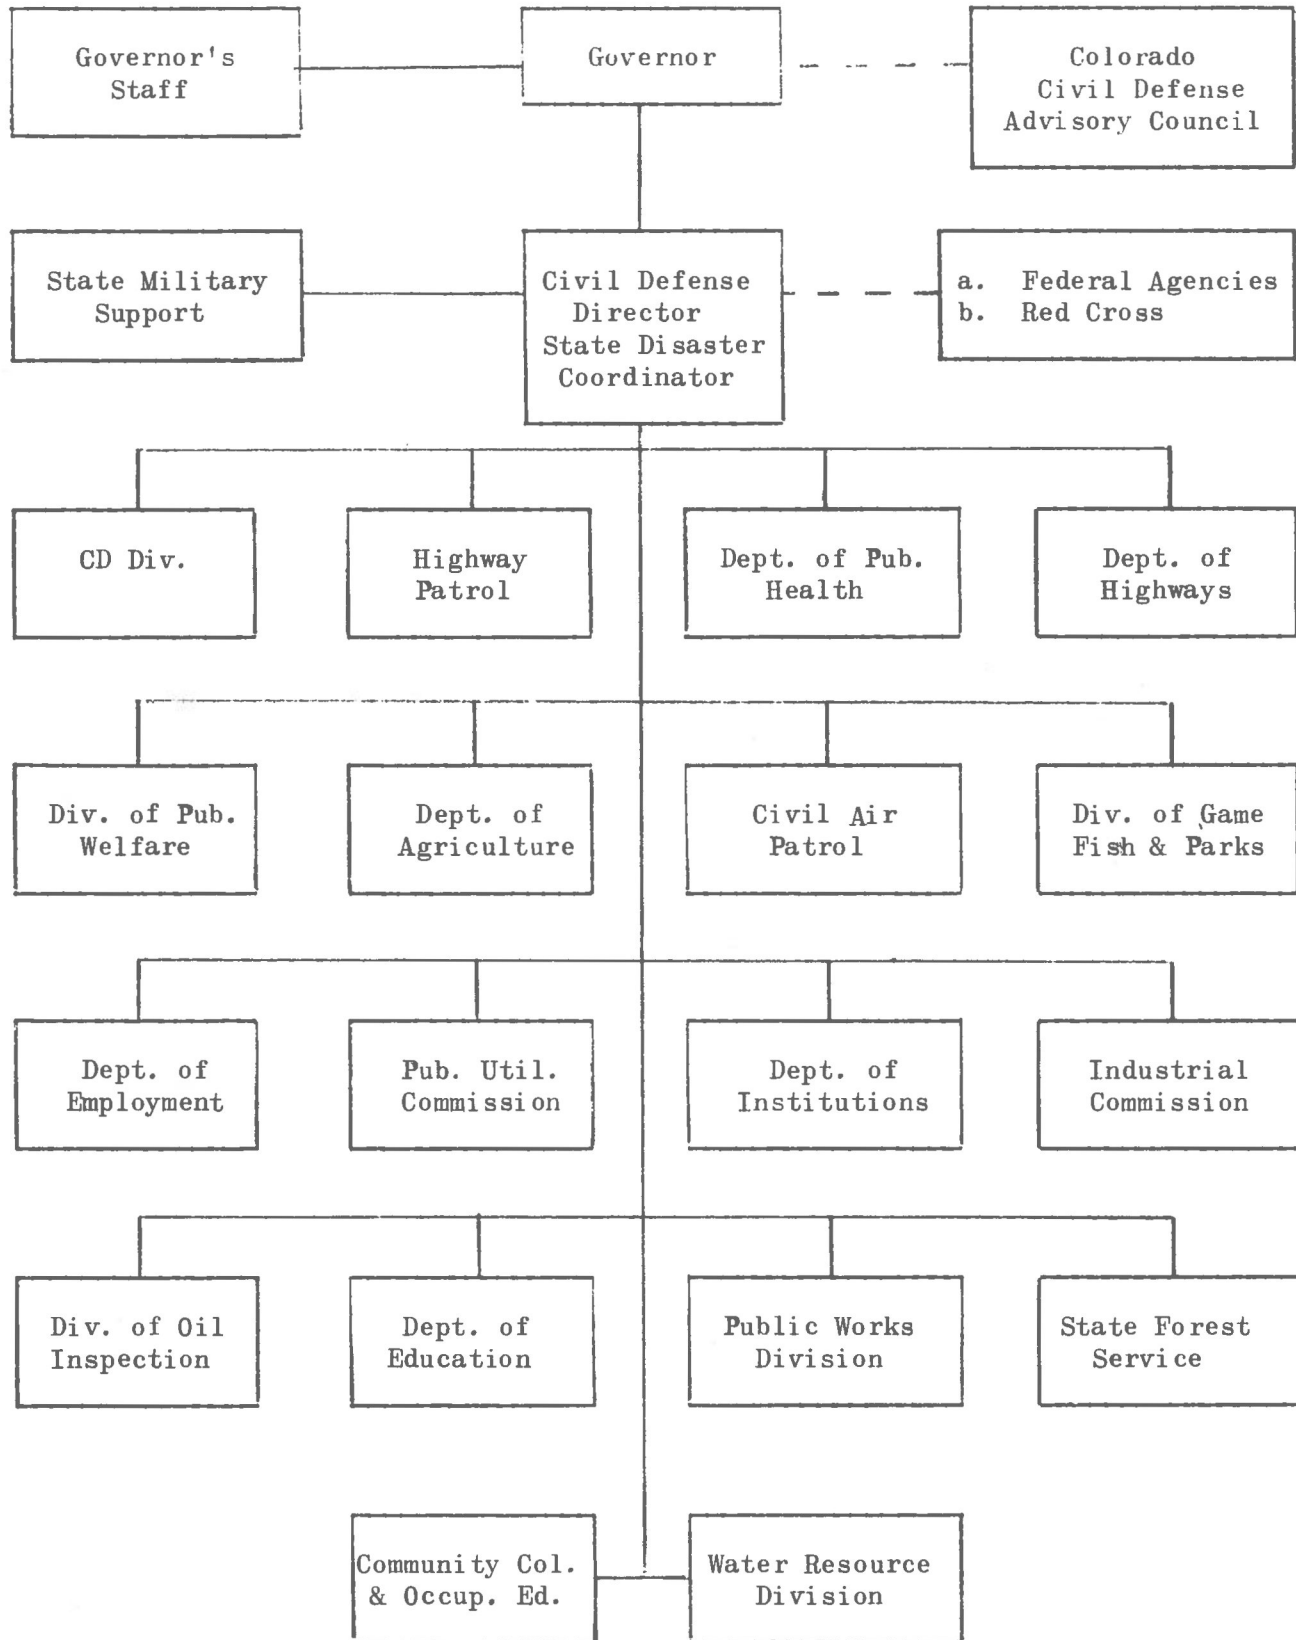 Governor's
Staff
Governor
Colorado
Civil Defense
Advisory Council
State Military
Support
Civil Defense
Director
State Disaster
Coordinator
a. Federal Agencies
b. Red Cross
CD Div.
Highway
Patrol
Dept. of Pub.
Health
Dept. of
Highways
Div. of Pub.
Welfare
Dept. of
Agriculture
Civil Air
Patrol
Div. of Game
Fish & Parks
Dept. of
Employment
Pub. Util.
Commission
Dept. of
Institutions
Industrial
Commission
Div. of Oil
Inspection
Dept. of
Education
Public Works
Division
State Forest
Service
Community Col.
& Occup. Ed.
Water Resource
Division